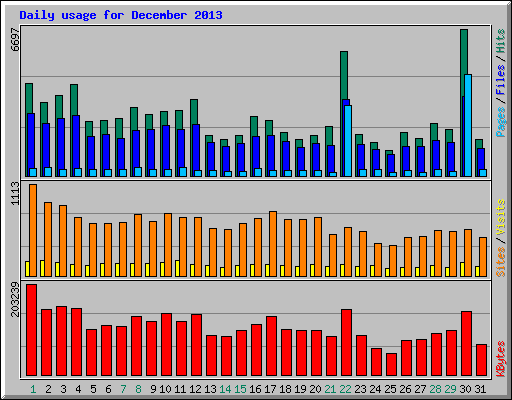 Daily usage for December 2013
6697
Pages / Files / Hits
1113
Sites / Visits
203239
KBytes
1 2 3 4 5 6 7 8 9 10 11 12 13 14 15 16 17 18 19 20 21 22 23 24 25 26 27 28 29 30 31